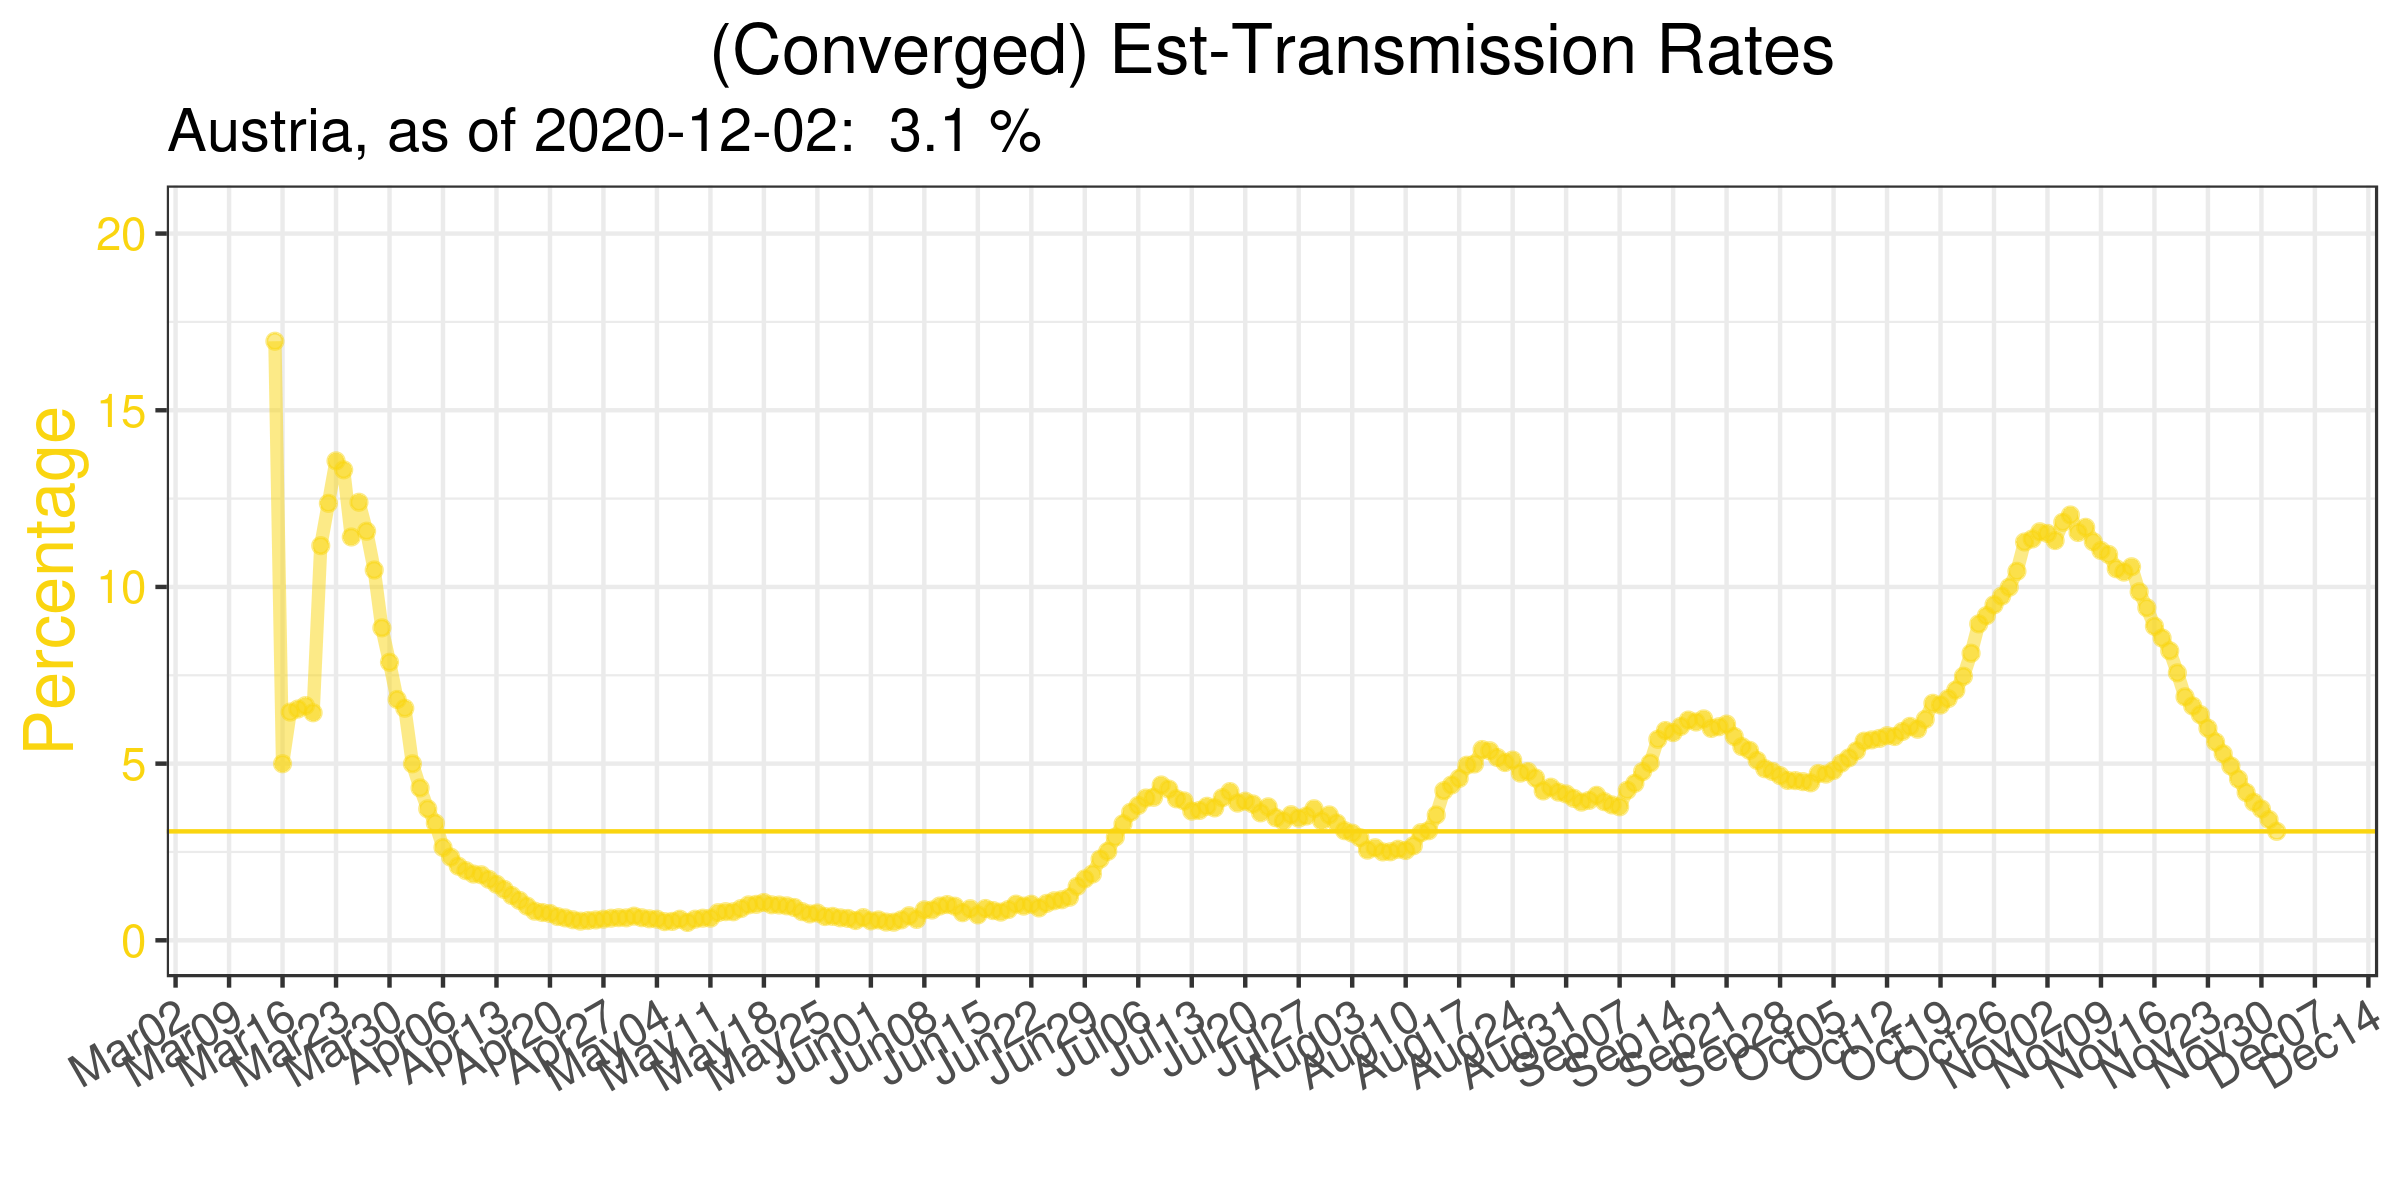 (Converged) Est-Transmission Rates
Austria, as of 2020-12-02:  3.1 %
Percentage
20
15
10
5
0
Mar02
Mar09
Mar16
Mar23
Mar30
Apr06
Apr13
Apr20
Apr27
May04
May11
May18
May25
Jun01
Jun08
Jun15
Jun22
Jun29
Jul06
Jul13
Jul20
Jul27
Aug03
Aug10
Aug17
Aug24
Aug31
Sep07
Sep14
Sep21
Sep28
Oct05
Oct12
Oct19
Oct26
Nov02
Nov09
Nov16
Nov23
Nov30
Dec07
Dec14